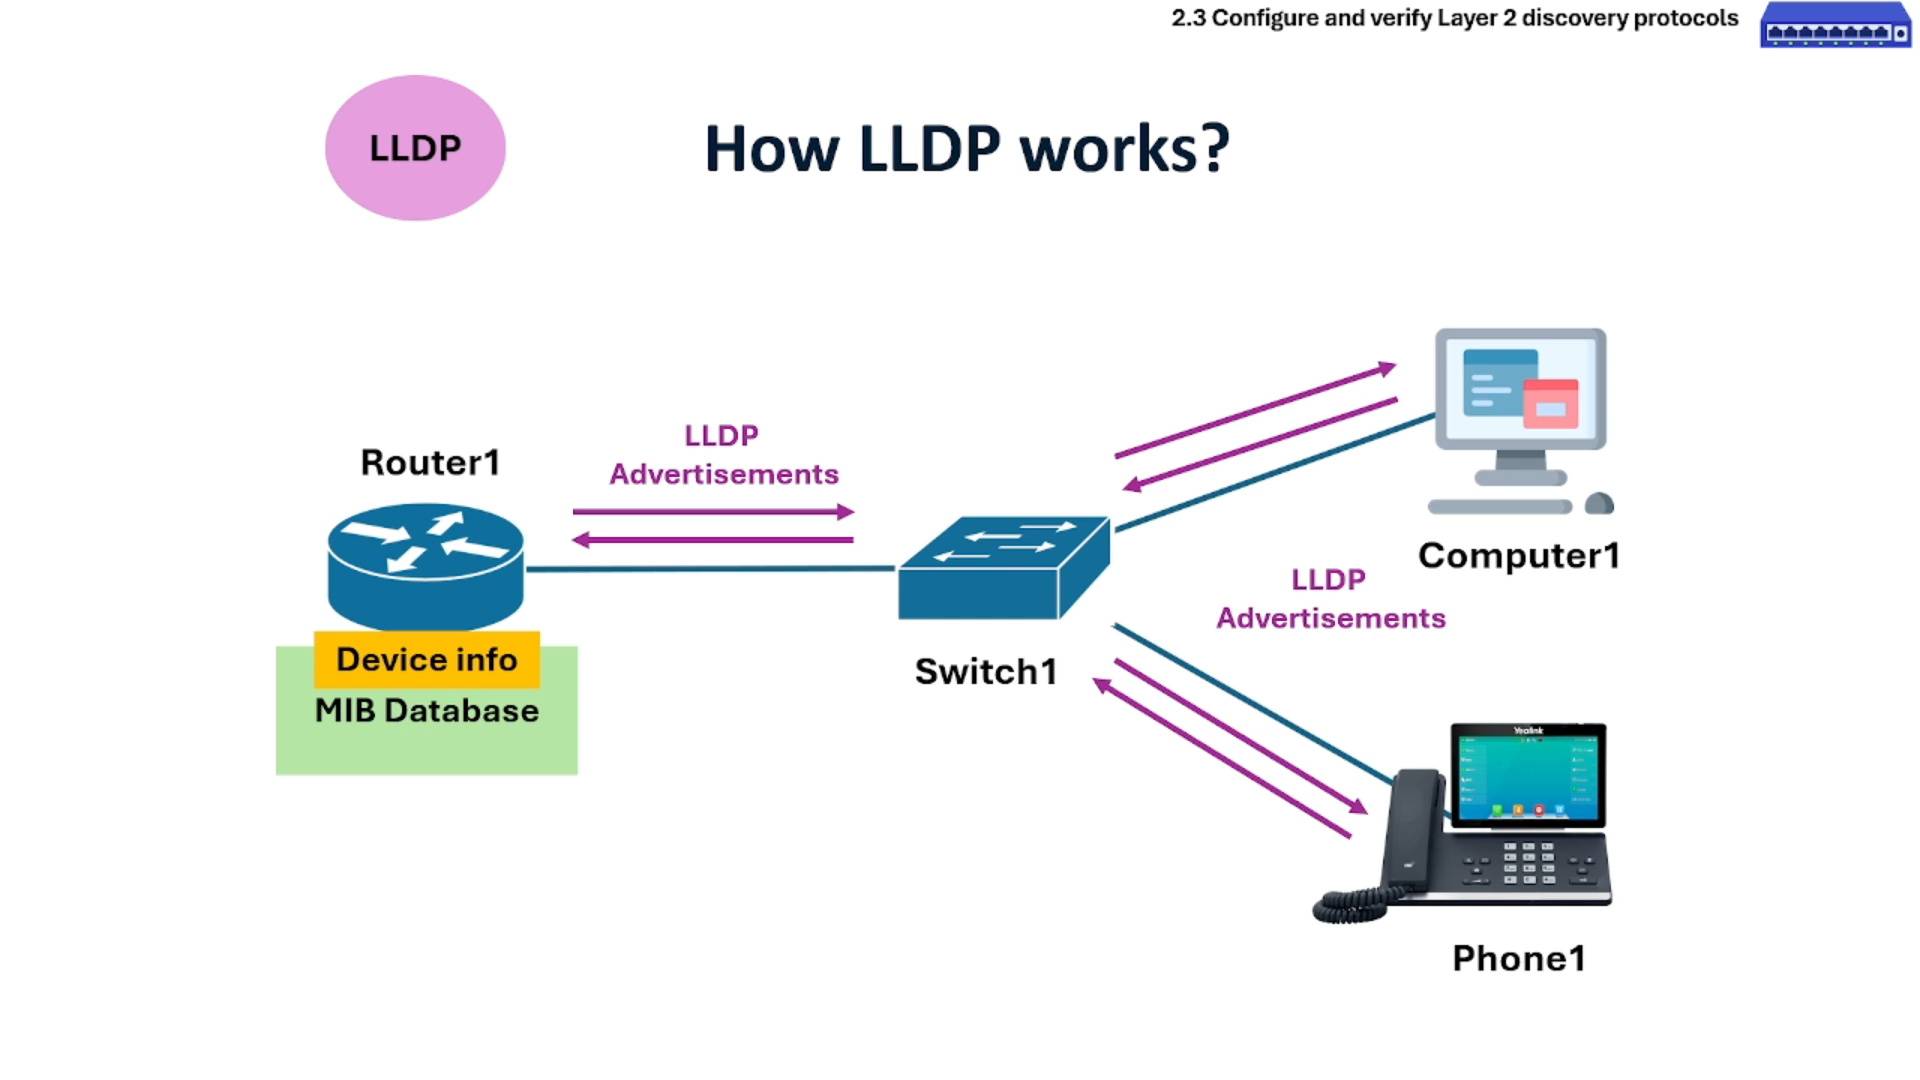 2.3 Configure and verify Layer 2 discovery protocols
LLDP
How LLDP works?
LLDP
Advertisements
Router1
Device info
MIB Database
Switch1
Computer1
LLDP
Advertisements
Yealink
Phone1